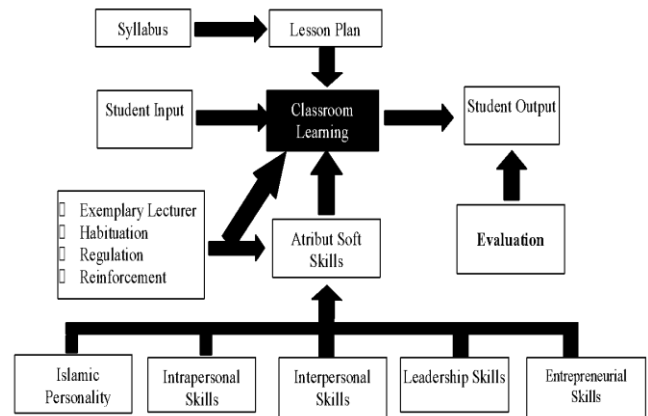 Syllabus
Lesson Plan
Student Input
Classroom
Learning
Student Output
Exemplary Lecturer
Habituation
Regulation
Reinforcement
Atribut Soft
Skills
Evaluation
Islamic
Personality
Intrapersonal
Skills
Interpersonal
Skills
Leadership Skills
Entrepreneurial
Skills